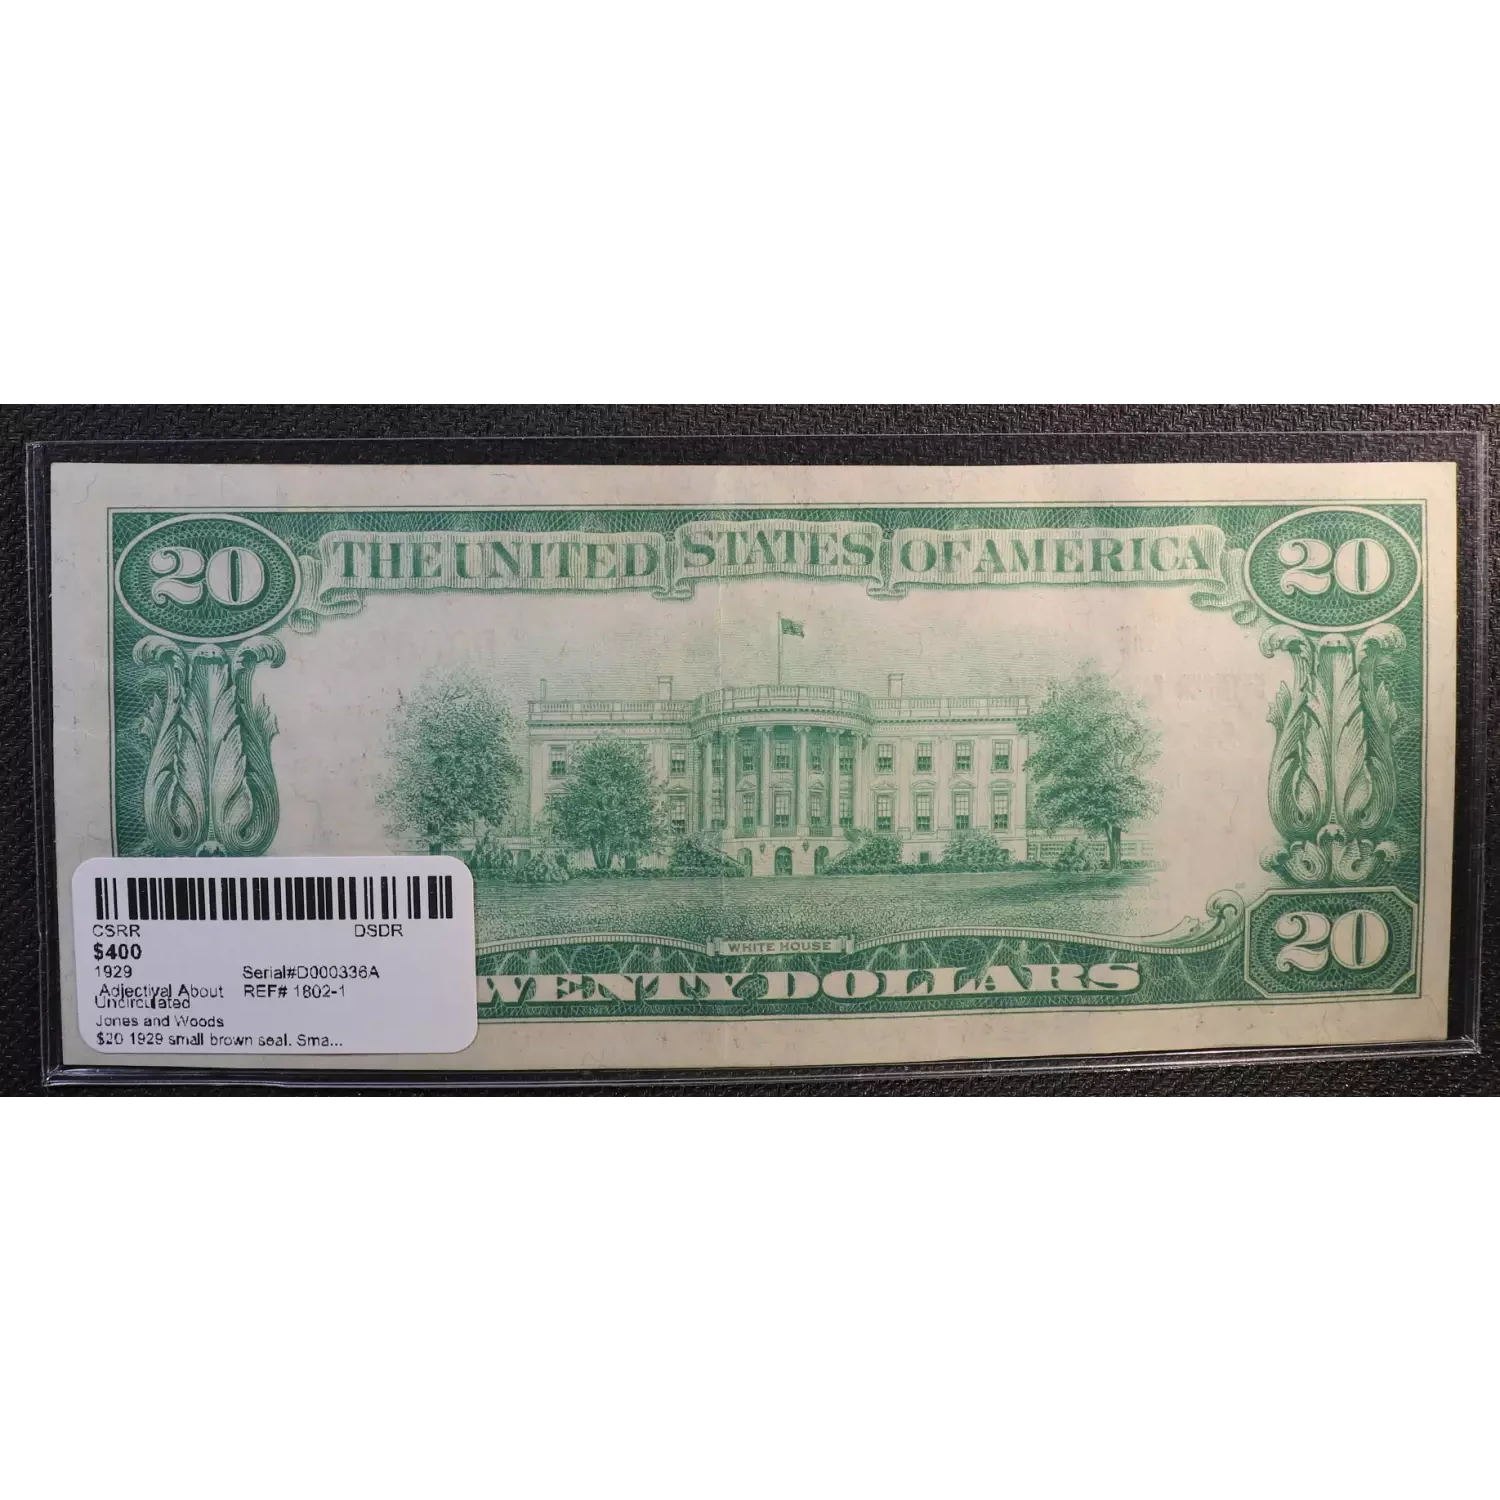 20 THE UNITED STATES OF AMERICA 20
WHITE HOUSE
WENTY DOLLARS 20
CSRR DSDR
$400
1929 Serial#D000336A
Adjectival About REF# 1802-1
Uncirculated
Jones and Woods
$20 1929 small brown seal. Sma...